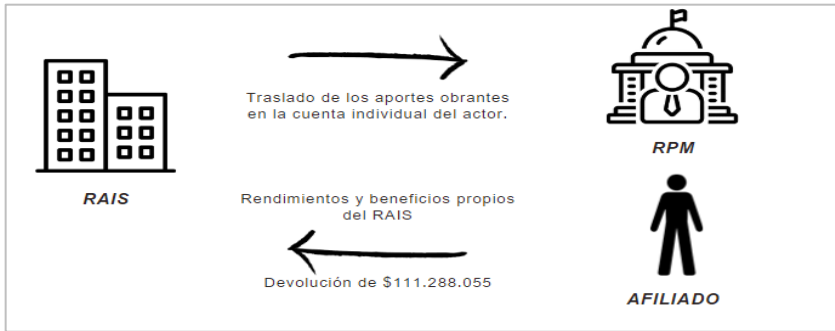 Traslado de los aportes obrantes
en la cuenta individual del actor.
RPM
RAIS
Rendimientos y beneficios propios
del RAIS
Devolución de $111.288.055
AFILIADO